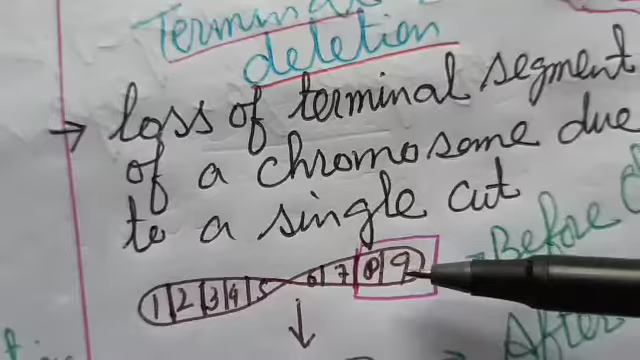 Terminal
deletion
→ loss of terminal segment
of a chromosome due
to a single cut
1 2 3 4 5 6 7 8 9
Before
After